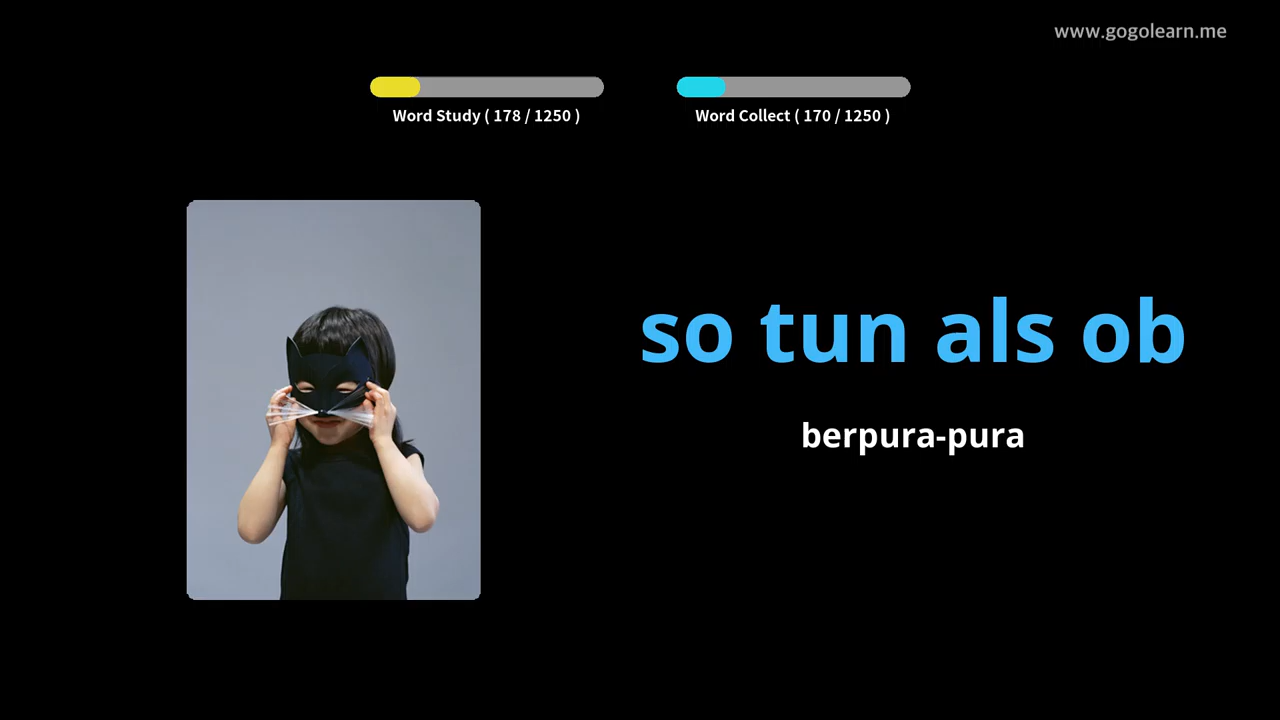 www.gogolearn.me
Word Study ( 178 / 1250 )
Word Collect ( 170 / 1250 )
so tun als ob
berpura-pura